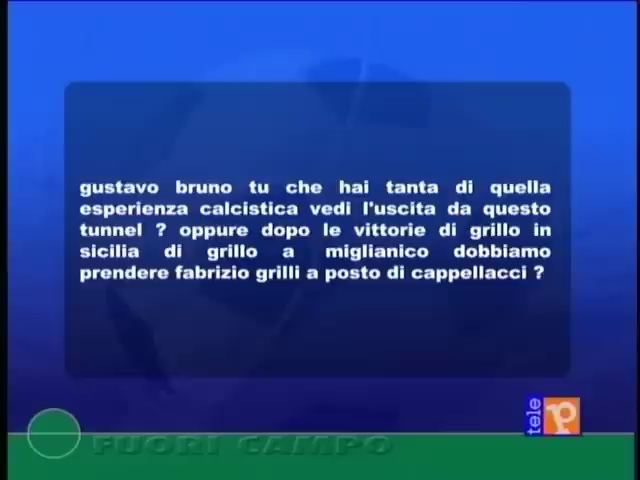 gustavo bruno tu che hai tanta di quella
esperienza calcistica vedi l'uscita da questo
tunnel ? oppure dopo le vittorie di grillo in
sicilia di grillo a miglianico dobbiamo
prendere fabrizio grilli a posto di cappellacci ?
tele p
FUORI CAMPO